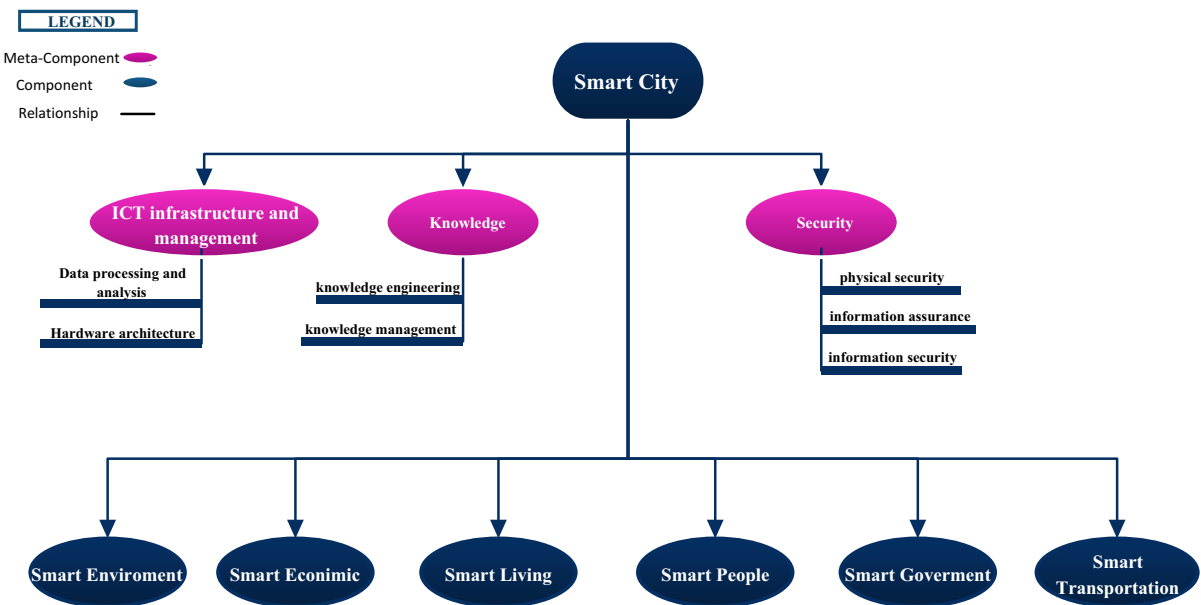 LEGEND
Meta-Component
Component
Relationship
Smart City
ICT infrastructure and
management
Knowledge
Security
Data processing and
analysis
Hardware architecture
knowledge engineering
knowledge management
physical security
information assurance
information security
Smart Enviroment
Smart Econimic
Smart Living
Smart People
Smart Goverment
Smart
Transportation